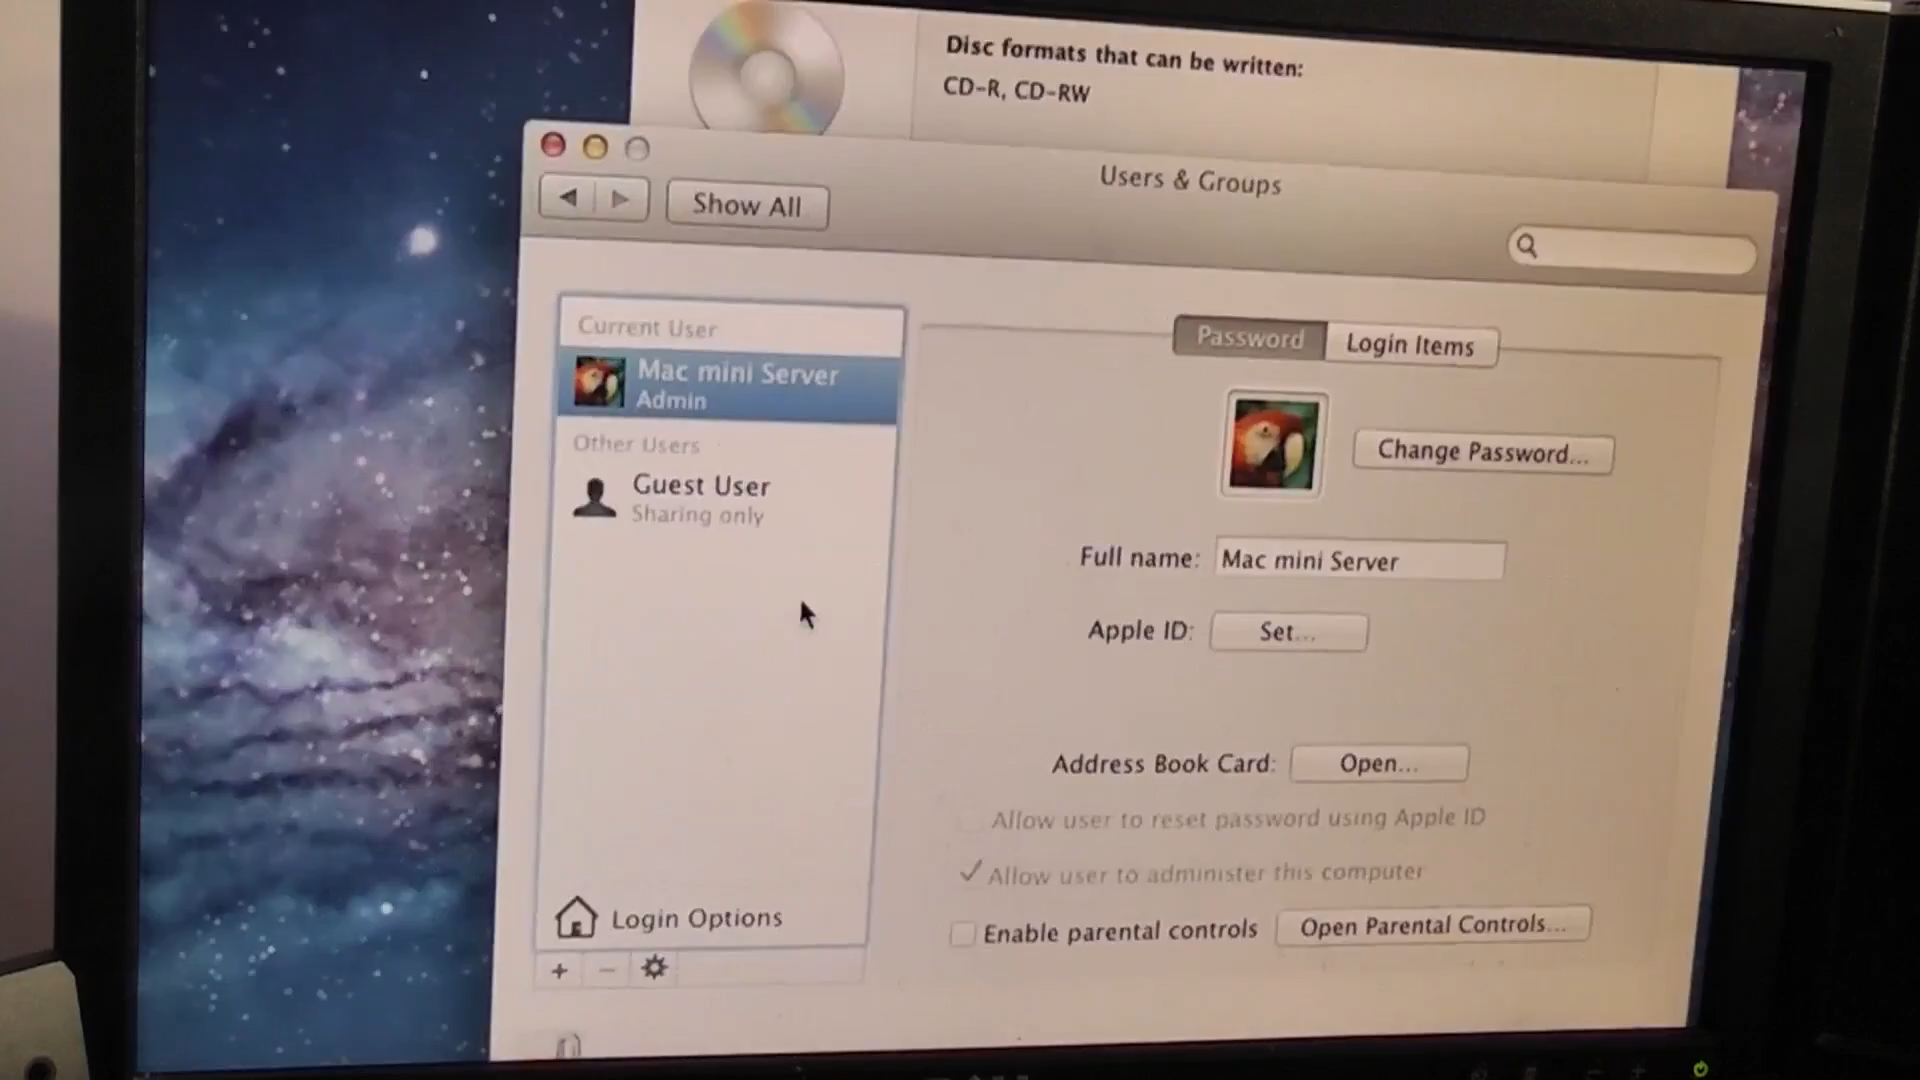 Disc formats that can be written:
CD-R, CD-RW
Users & Groups
Show All
Current User
Mac mini Server
Admin
Other Users
Guest User
Sharing only
Login Options
Password
Login Items
Change Password...
Full name: Mac mini Server
Apple ID: Set...
Address Book Card: Open...
Allow user to reset password using Apple ID
Allow user to administer this computer
Enable parental controls
Open Parental Controls...